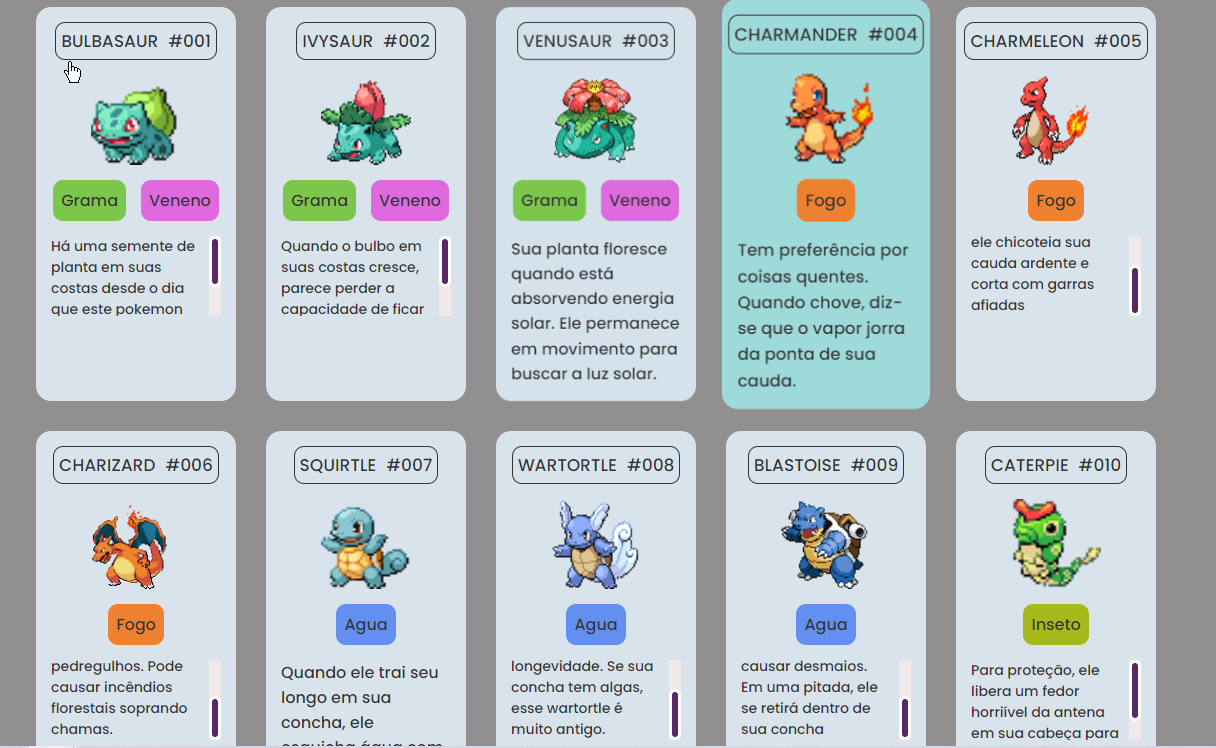 BULBASAUR #001
Grama Veneno
Há uma semente de
planta em suas
costas desde o dia
que este pokemon
IVYSAUR #002
Grama Veneno
Quando o bulbo em
suas costas cresce,
parece perder a
capacidade de ficar
VENUSAUR #003
Grama Veneno
Sua planta floresce
quando está
absorvendo energia
solar. Ele permanece
em movimento para
buscar a luz solar.
CHARMANDER #004
Fogo
Tem preferência por
coisas quentes.
Quando chove, diz-
se que o vapor jorra
da ponta de sua
cauda.
CHARMELEON #005
Fogo
ele chicoteia sua
cauda ardente e
corta com garras
afiadas
CHARIZARD #006
Fogo
pedregulhos. Pode
causar incêndios
florestais soprando
chamas.
SQUIRTLE #007
Agua
Quando ele trai seu
longo em sua
concha, ele
esguicha água com
WARTORTLE #008
Agua
longevidade. Se sua
concha tem algas,
esse wartortle é
muito antigo.
BLASTOISE #009
Agua
causar desmaios.
Em uma pitada, ele
se retirá dentro de
sua concha
CATERPIE #010
Inseto
Para proteção, ele
libera um fedor
horriível da antena
em sua cabeça para